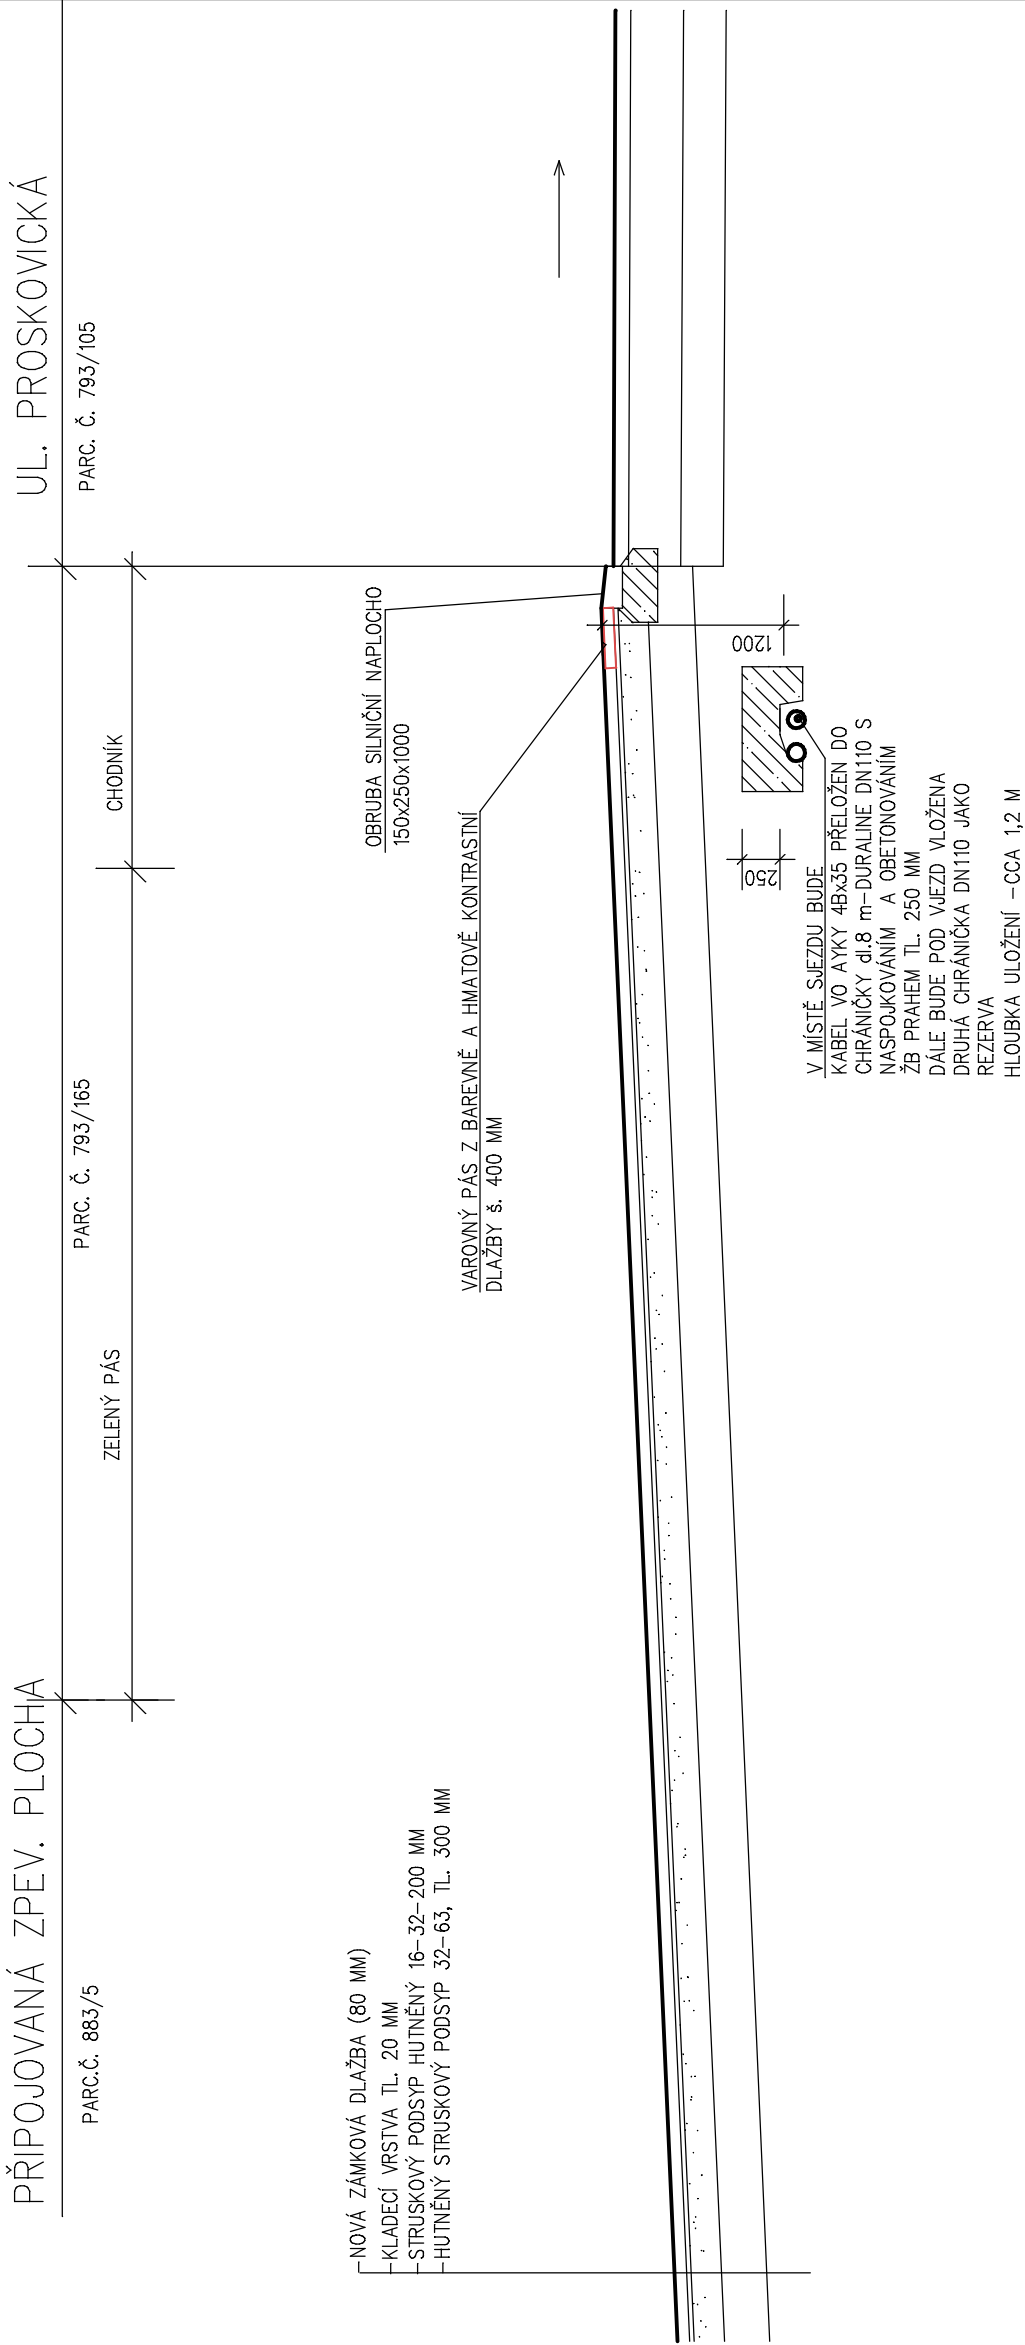 PŘIPOJOVANÁ ZPEV. PLOCHA
PARC.Č. 883/5
PARC. Č. 793/165
ZELENÝ PÁS
CHODNÍK
UL. PROSKOVICKÁ
PARC. Č. 793/105
-NOVÁ ZÁMKOVÁ DLAŽBA (80 MM)
-KLADECÍ VRSTVA TL. 20 MM
-STRUSKOVÝ PODSYP HUTNĚNÝ 16-32-200 MM
-HUTNĚNÝ STRUSKOVÝ PODSYP 32-63, TL. 300 MM
VAROVNÝ PÁS Z BAREVNĚ A HMATOVĚ KONTRASTNÍ
DLAŽBY š. 400 MM
OBRUBA SILNIČNÍ NAPLOCHO
150x250x1000
1200
250
V MÍSTĚ SJEZDU BUDE
KABEL VO AYKY 4Bx35 PŘELOŽEN DO
CHRÁNIČKY dl.8 m-DURALINE DN110 S
NASPOJKOVÁNÍM A OBETONOVÁNÍM
ŽB PRAHEM TL. 250 MM
DÁLE BUDE POD VJEZD VLOŽENA
DRUHÁ CHRÁNIČKA DN110 JAKO
REZERVA
HLOUBKA ULOŽENÍ -CCA 1,2 M